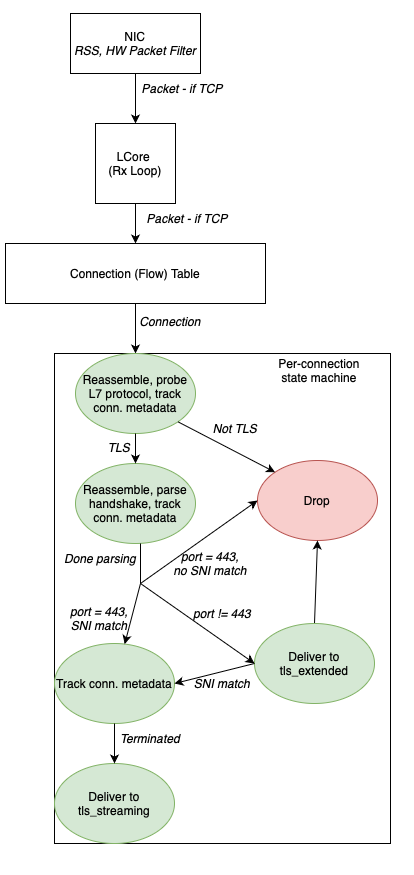 NIC
RSS, HW Packet Filter
Packet - if TCP
LCore
(Rx Loop)
Packet - if TCP
Connection (Flow) Table
Connection
Per-connection
state machine
Reassemble, probe
L7 protocol, track
conn. metadata
Not TLS
TLS
Reassemble, parse
handshake, track
conn. metadata
Drop
Done parsing
port = 443,
no SNI match
port = 443,
SNI match
port != 443
Deliver to
tls_extended
Track conn. metadata
SNI match
Terminated
Deliver to
tls_streaming